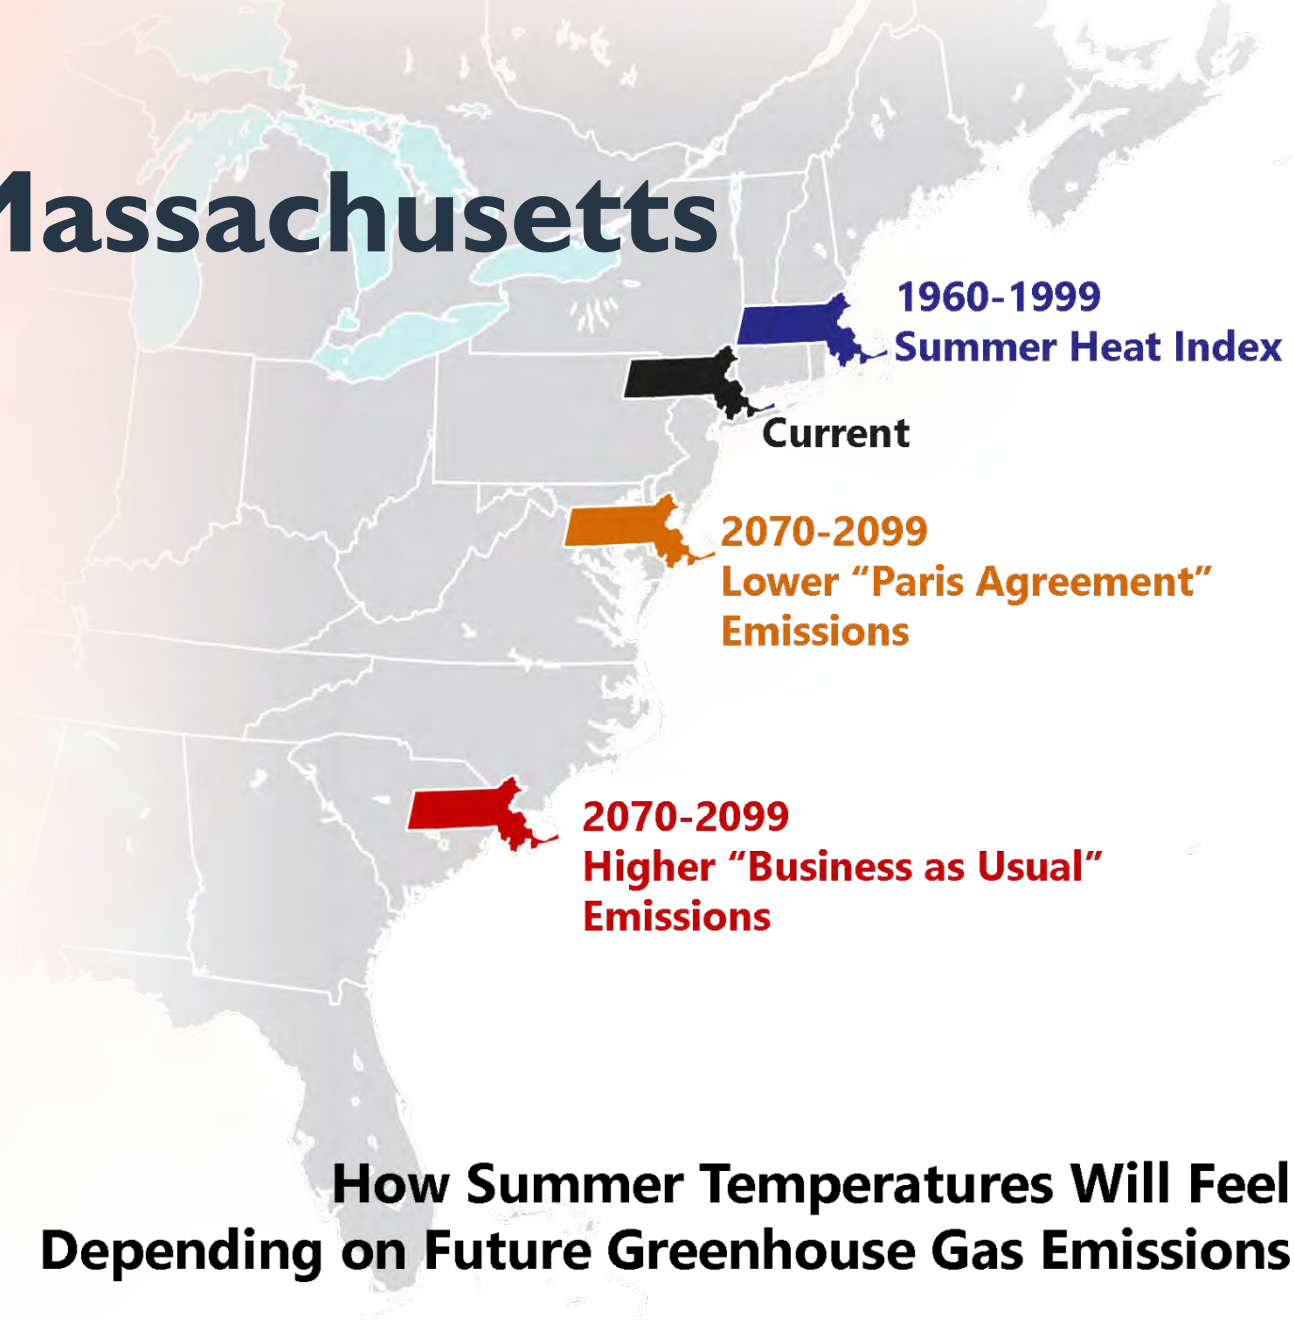 Massachusetts
1960-1999
Summer Heat Index
Current
2070-2099
Lower “Paris Agreement”
Emissions
2070-2099
Higher “Business as Usual”
Emissions
How Summer Temperatures Will Feel
Depending on Future Greenhouse Gas Emissions